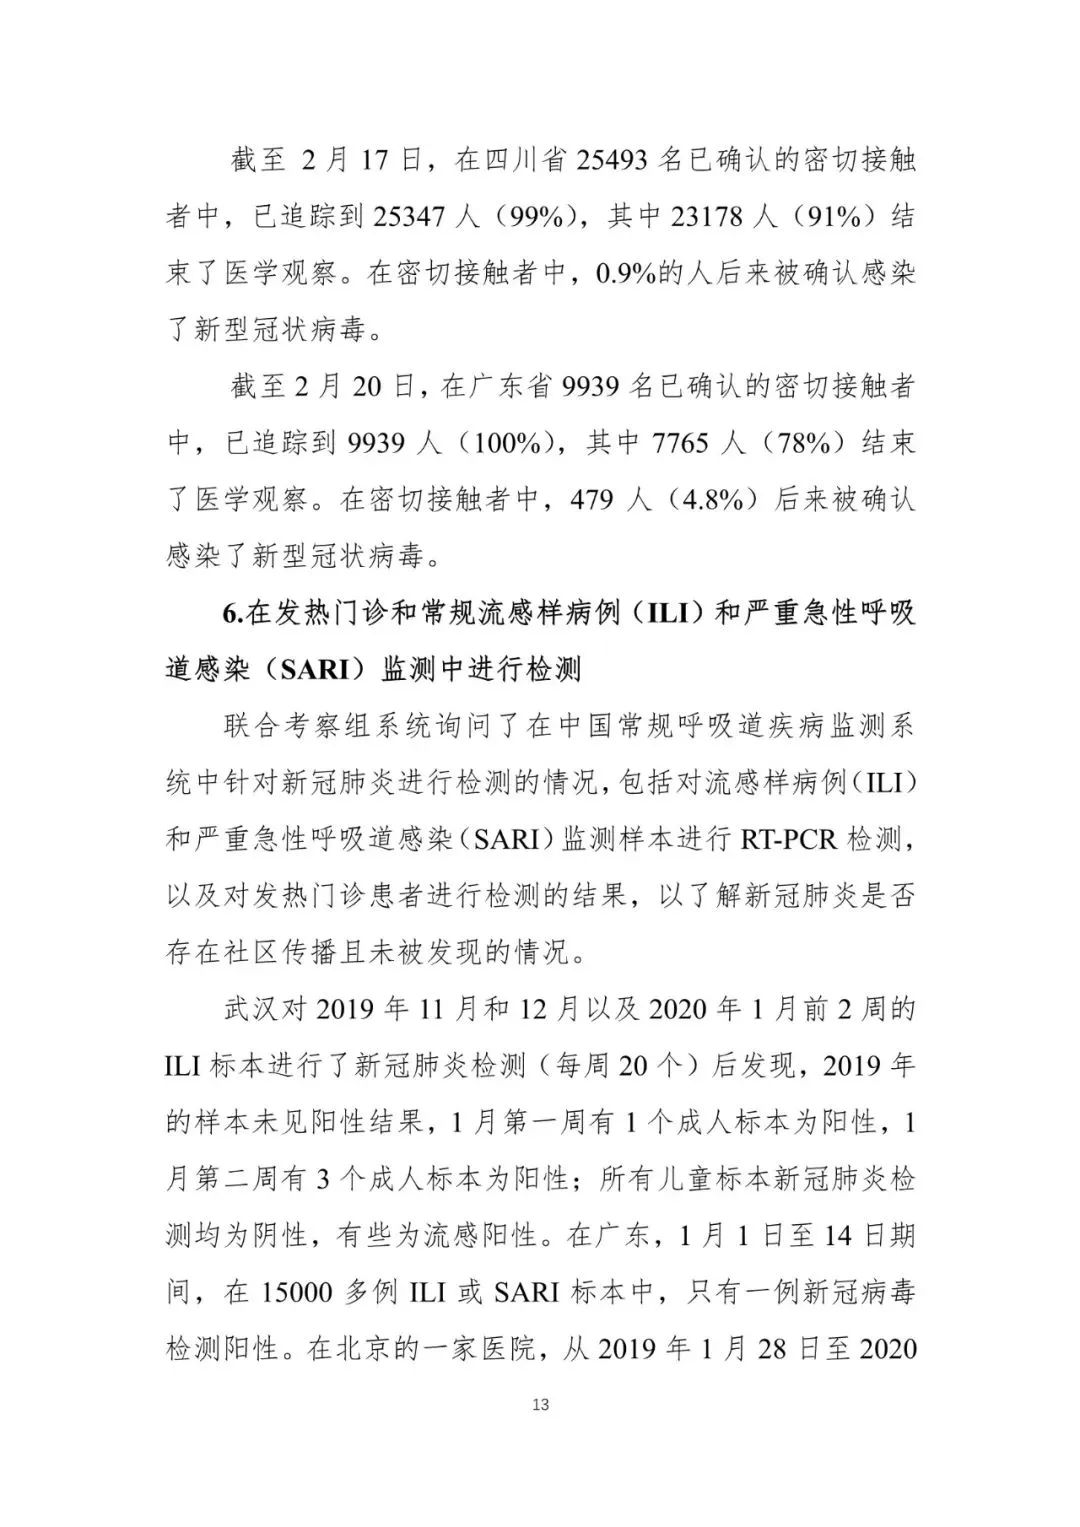 截至 2 月 17 日，在四川省 25493 名已确认的密切接触
者中，已追踪到 25347 人（99%），其中 23178 人（91%）结
束了医学观察。在密切接触者中，0.9%的人后来被确认感染
了新型冠状病毒。
截至 2 月 20 日，在广东省 9939 名已确认的密切接触者
中，已追踪到 9939 人（100%），其中 7765 人（78%）结束
了医学观察。在密切接触者中，479 人（4.8%）后来被确认
感染了新型冠状病毒。
6.在发热门诊和常规流感样病例（ILI）和严重急性呼吸
道感染（SARI）监测中进行检测
联合考察组系统询问了在中国常规呼吸道疾病监测系
统中针对新冠肺炎进行检测的情况，包括对流感样病例（ILI）
和严重急性呼吸道感染（SARI）监测样本进行 RT-PCR 检测，
以及对发热门诊患者进行检测的结果，以了解新冠肺炎是否
存在社区传播且未被发现的情况。
武汉对 2019 年 11 月和 12 月以及 2020 年 1 月前 2 周的
ILI 标本进行了新冠肺炎检测（每周 20 个）后发现，2019 年
的样本未见阳性结果，1 月第一周有 1 个成人标本为阳性，1
月第二周有 3 个成人标本为阳性；所有儿童标本新冠肺炎检
测均为阴性，有些为流感阳性。在广东，1 月 1 日至 14 日期
间，在 15000 多例 ILI 或 SARI 标本中，只有一例新冠病毒
检测阳性。在北京的一家医院，从 2019 年 1 月 28 日至 2020
13